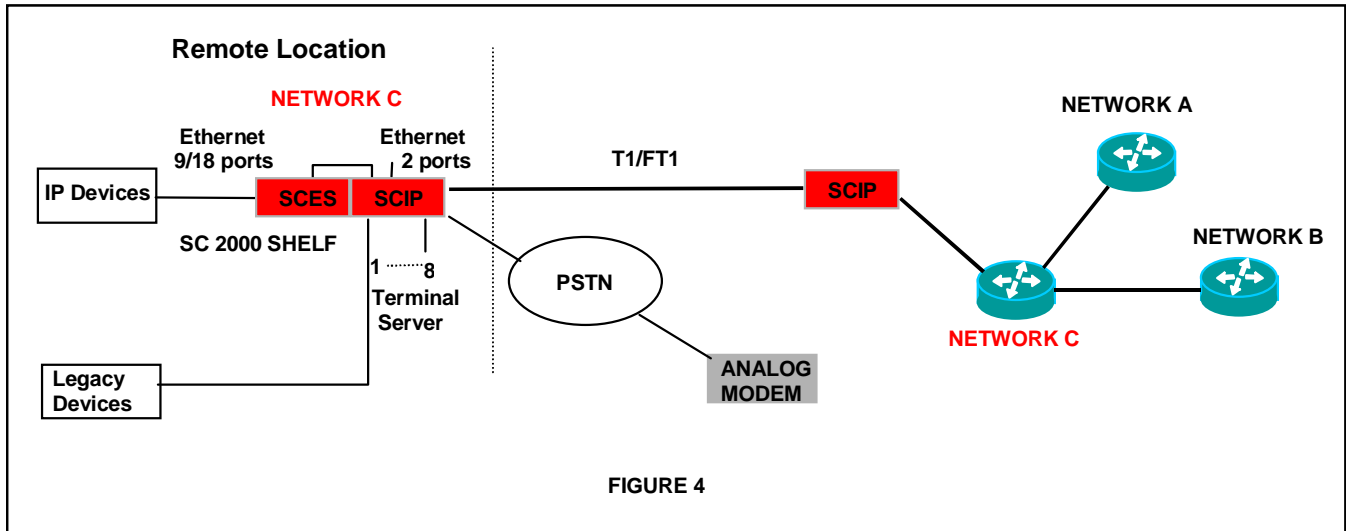 Remote Location
NETWORK C
Ethernet
9/18 ports
Ethernet
2 ports
IP Devices
SCES
SCIP
SC 2000 SHELF
1 ........ 8
Terminal
Server
Legacy
Devices
T1/FT1
PSTN
ANALOG
MODEM
SCIP
NETWORK A
NETWORK B
NETWORK C
FIGURE 4